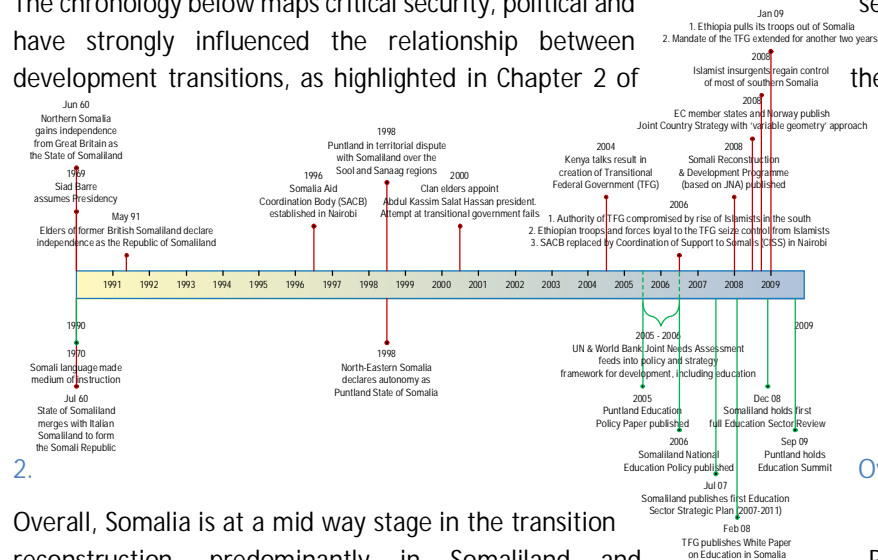 The chronology below maps critical security, political and
have strongly influenced the relationship between
development transitions, as highlighted in Chapter 2 of
se
the
Jan 09
1. Ethiopia pulls its troops out of Somalia
2. Mandate of the TFG extended for another two years
2008
Islamist insurgents regain control
of most of southern Somalia
2008
EC member states and Norway publish
Joint Country Strategy with 'variable geometry' approach
Jun 60
Northern Somalia
gains independence
from Great Britain as
the State of Somaliland
1969
Siad Barre
assumes Presidency
May 91
Elders of former British Somaliland declare
independence as the Republic of Somaliland
1996
Somalia Aid
Coordination Body (SACB)
established in Nairobi
1998
Puntland in territorial dispute
with Somaliland over the
Sool and Sanaag regions
2000
Clan elders appoint
Abdul Kassim Salat Hassan president.
Attempt at transitional government fails
2004
Kenya talks result in
creation of Transitional
Federal Government (TFG)
2008
Somali Reconstruction
& Development Programme
(based on JNA) published
2006
1. Authority of TFG compromised by rise of Islamists in the south
2. Ethiopian troops and forces loyal to the TFG seize control from Islamists
3. SACB replaced by Coordination of Support to Somalis (CISS) in Nairobi
1991 1992 1993 1994 1995 1996 1997 1998 1999 2000 2001 2002 2003 2004 2005 2006 2007 2008 2009
1990
2009
1970
Somali language made
medium of instruction
Jul 60
State of Somaliland
merges with Italian
Somaliland to form
the Somali Republic
1998
North-Eastern Somalia
declares autonomy as
Puntland State of Somalia
2005 - 2006
UN & World Bank Joint Needs Assessment
feeds into policy and strategy
framework for development, including education
2005
Puntland Education
Policy Paper published
Dec 08
Somaliland holds first
full Education Sector Review
2006
Somaliland National
Education Policy published
Sep 09
Puntland holds
Education Summit
Jul 07
Somaliland publishes first Education
Sector Strategic Plan (2007-2011)
Feb 08
TFG publishes White Paper
on Education in Somalia
2.
Overall, Somalia is at a mid way stage in the transition
reconstruction, predominantly in Somaliland and